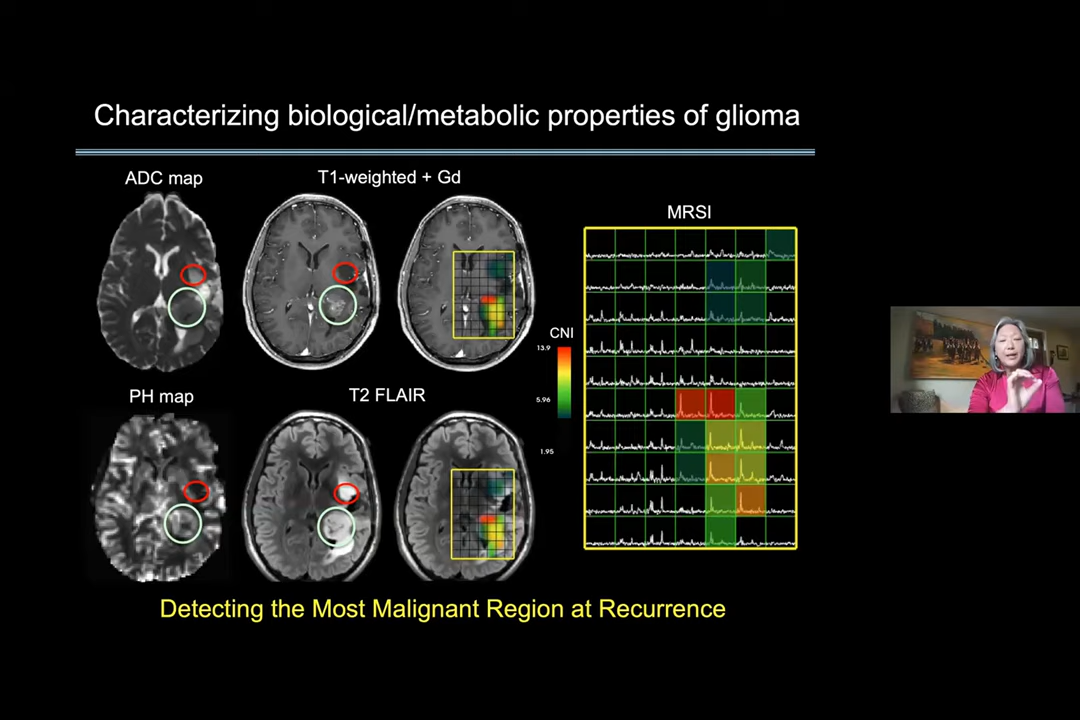 Characterizing biological/metabolic properties of glioma
ADC map
T1-weighted + Gd
MRSI
CNI
13.9
5.96
1.95
PH map
T2 FLAIR
Detecting the Most Malignant Region at Recurrence